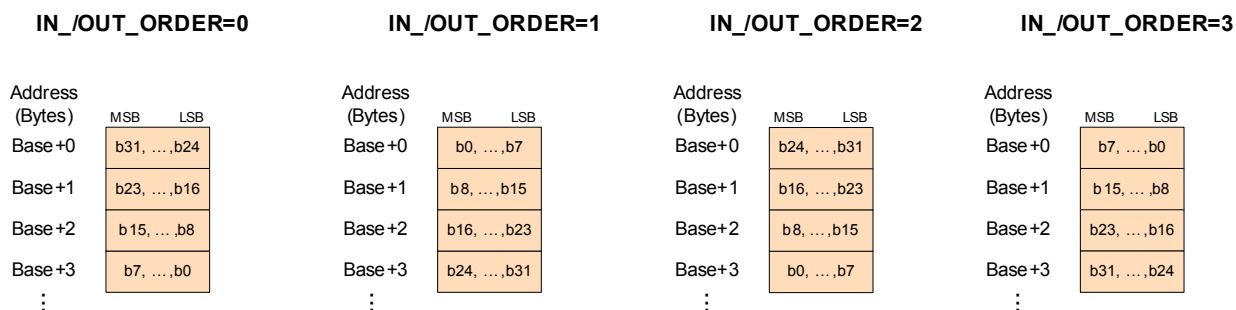 IN_/OUT_ORDER=0 IN_/OUT_ORDER=1 IN_/OUT_ORDER=2 IN_/OUT_ORDER=3
Address Address Address Address
(Bytes) MSB LSB (Bytes) MSB LSB (Bytes) MSB LSB (Bytes) MSB LSB
Base+0 b31, …,b24 Base+0 b0, …,b7 Base+0 b24, …,b31 Base+0 b7, …,b0
Base+1 b23, …,b16 Base+1 b8, …,b15 Base+1 b16, …,b23 Base+1 b15, …,b8
Base+2 b15, …,b8 Base+2 b16, …,b23 Base+2 b8, …,b15 Base+2 b23, …,b16
Base+3 b7, …,b0 Base+3 b24, …,b31 Base+3 b0, …,b7 Base+3 b31, …,b24
⋮ ⋮ ⋮ ⋮